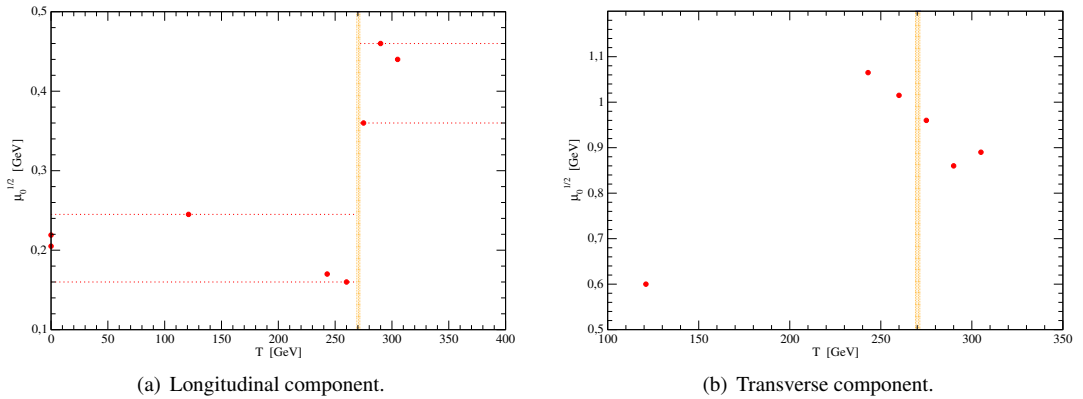 0,6
0,5
0,4
0,3
0,2
0,1
μ₀^1/2 [GeV]
0 50 100 150 200 250 300 350 400
T [GeV]
(a) Longitudinal component.
1,1
1
0,9
0,8
0,7
0,6
0,5
μ₀^1/2 [GeV]
100 150 200 250 300 350
T [GeV]
(b) Transverse component.